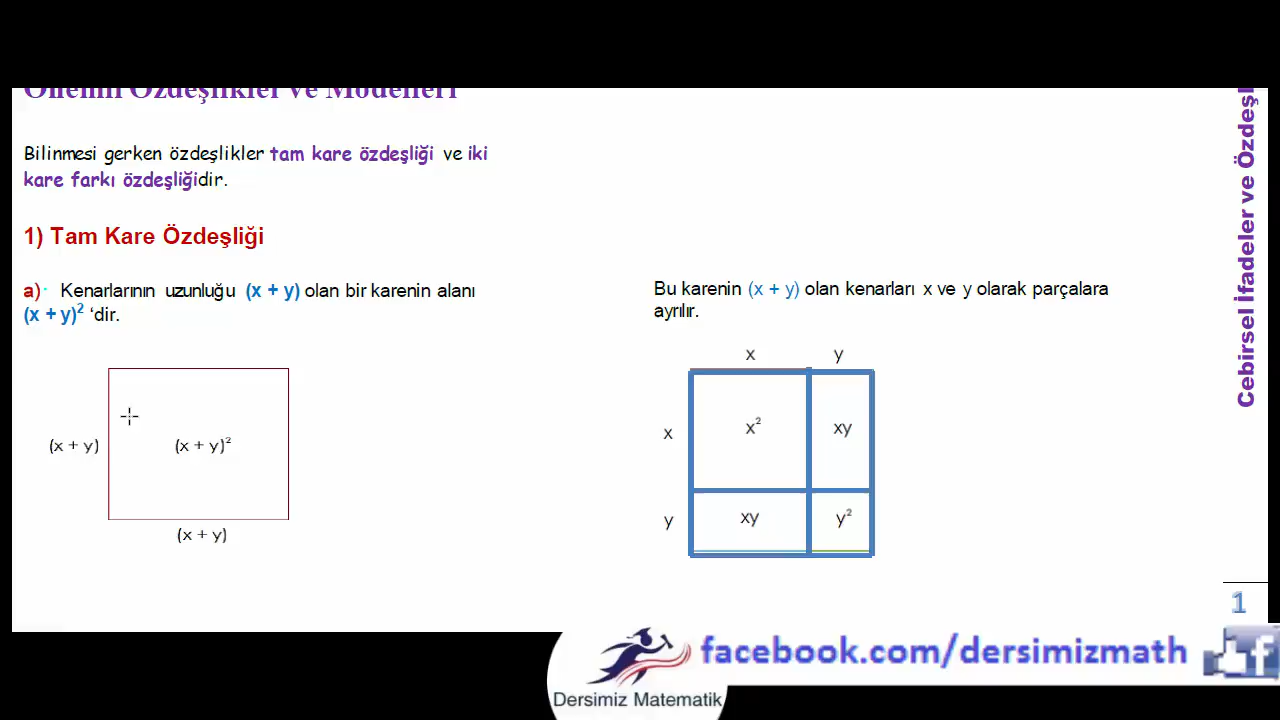 Önemli Özdeşlikler ve Modelleri
Bilinmesi gerken özdeşlikler tam kare özdeşliği ve iki
kare farkı özdeşliğidir.
1) Tam Kare Özdeşliği
a) Kenarlarının uzunluğu (x + y) olan bir karenin alanı
(x + y)² ‘dir.
(x + y)
(x + y)²
(x + y)
Bu karenin (x + y) olan kenarları x ve y olarak parçalara
ayrılır.
x y
x x² xy
y xy y²
Cebirsel İfadeler ve
1
facebook.com/dersimizmath
f
Dersimiz Matematik